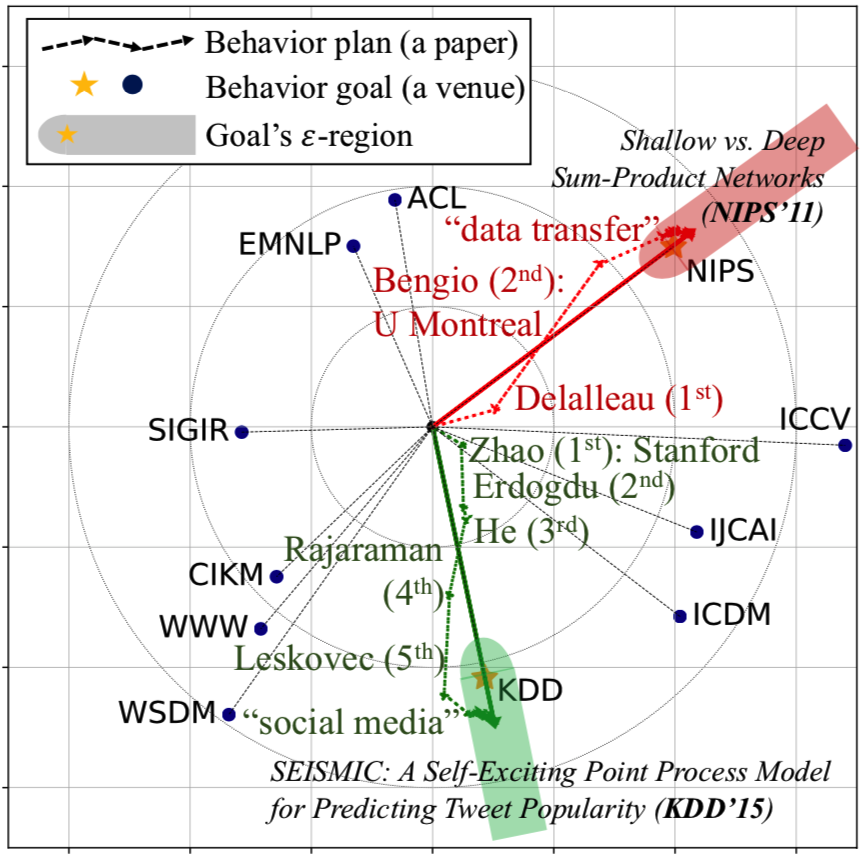 Behavior plan (a paper)
Behavior goal (a venue)
Goal's ε-region
Shallow vs. Deep
Sum-Product Networks
(NIPS'11)
ACL
EMNLP
"data transfer"
NIPS
Bengio (2nd):
U Montreal
Delalleau (1st)
ICCV
SIGIR
Zhao (1st): Stanford
Erdogdu (2nd)
He (3rd)
IJCAI
Rajaraman
(4th)
CIKM
ICDM
WWW
Leskovec (5th)
KDD
WSDM
"social media"
SEISMIC: A Self-Exciting Point Process Model
for Predicting Tweet Popularity (KDD'15)